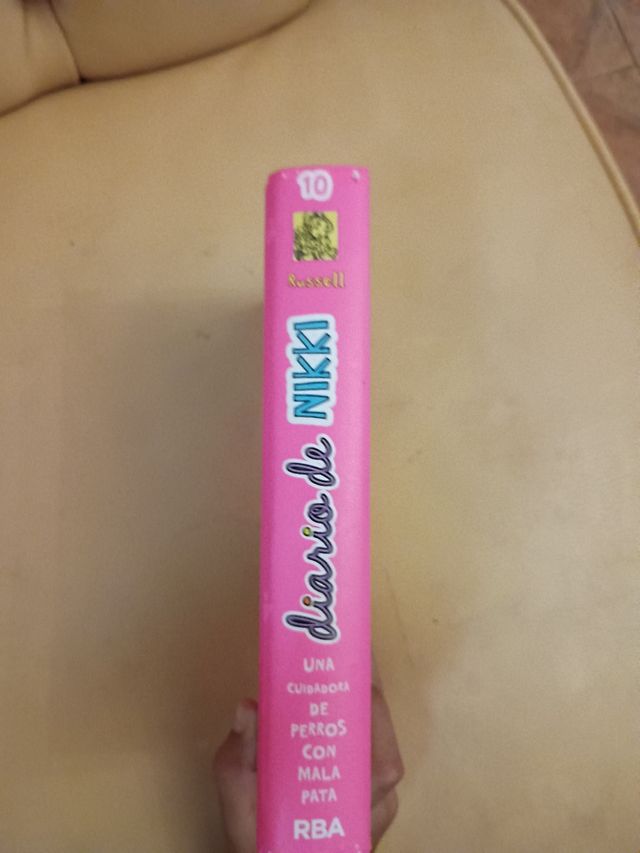 10
Russell
diario de NIKKI
UNA
CUIDADORA
DE
PERROS
CON
MALA
PATA
RBA